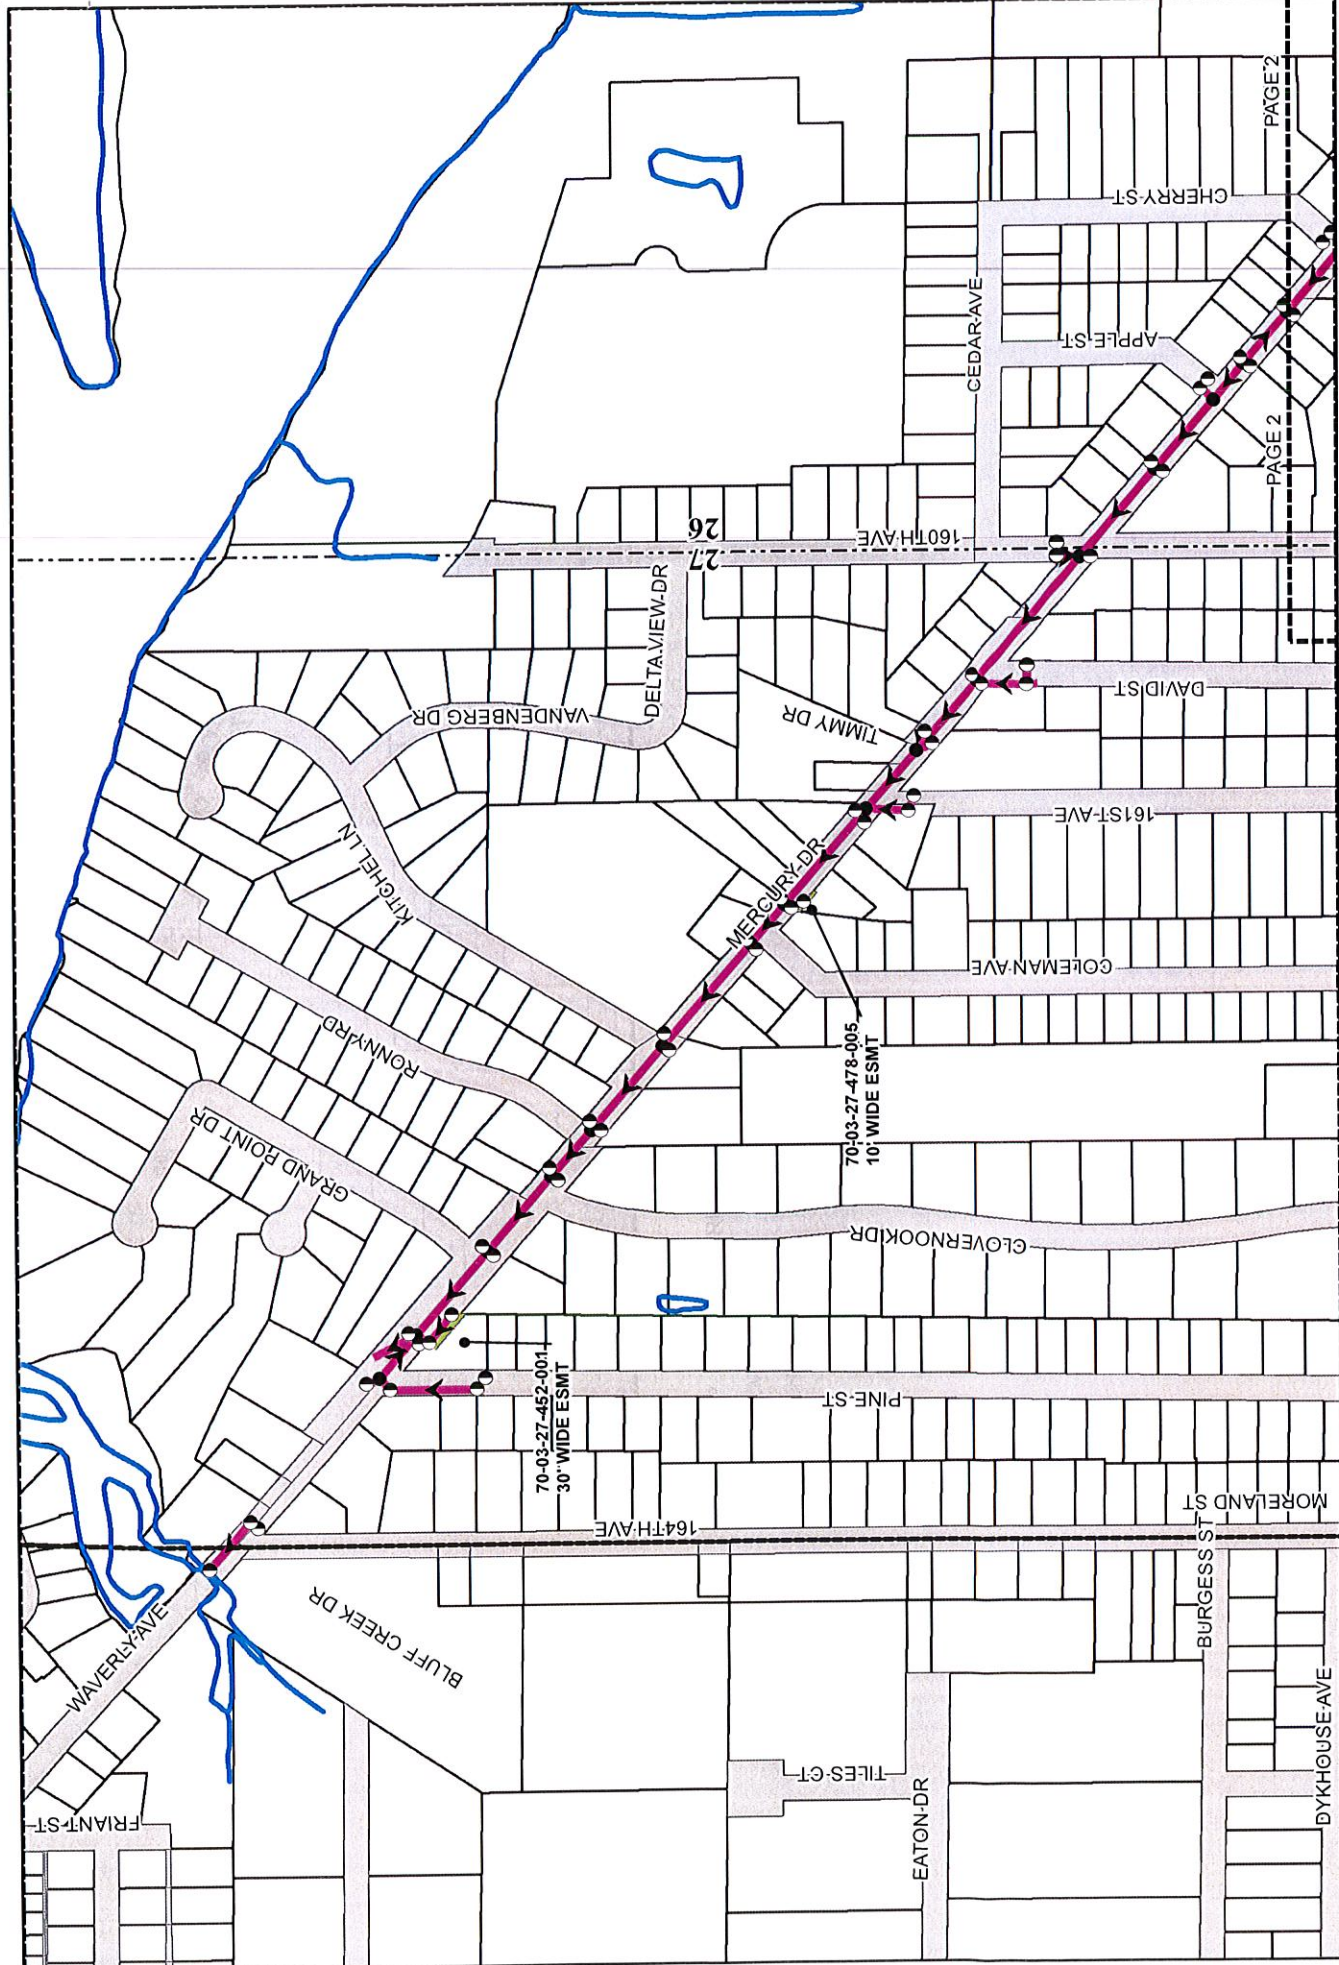 PAGE 2
CHERRY ST
CEDAR AVE
APPLE ST
PAGE 2
26
27
160TH AVE
DELTA VIEW DR
VANDENBERG DR
TIMMY DR
DAVID ST
161ST AVE
KITCHEL LN
MERCURY DR
COLEMAN AVE
RONNY RD
70-03-27-478-005
10' WIDE ESMT
GRAND POINT DR
CLOVERNOOK DR
70-03-27-452-001
30' WIDE ESMT
PINE ST
164TH AVE
MORELAND ST
BURGESS ST
BLUFF CREEK DR
WAVERLY AVE
TILES CT
EATON DR
DYKHOUSE AVE
FRIANT ST